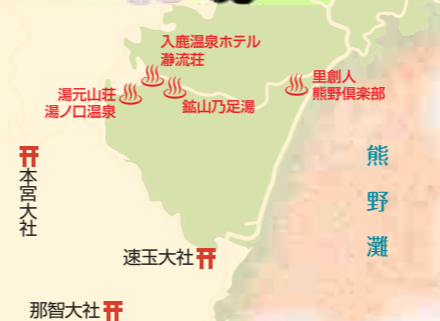 入鹿温泉ホテル
瀞流荘
里創人
熊野倶楽部
湯元山荘
湯ノ口温泉
鉱山乃足湯
熊野灘
本宮大社
速玉大社
那智大社